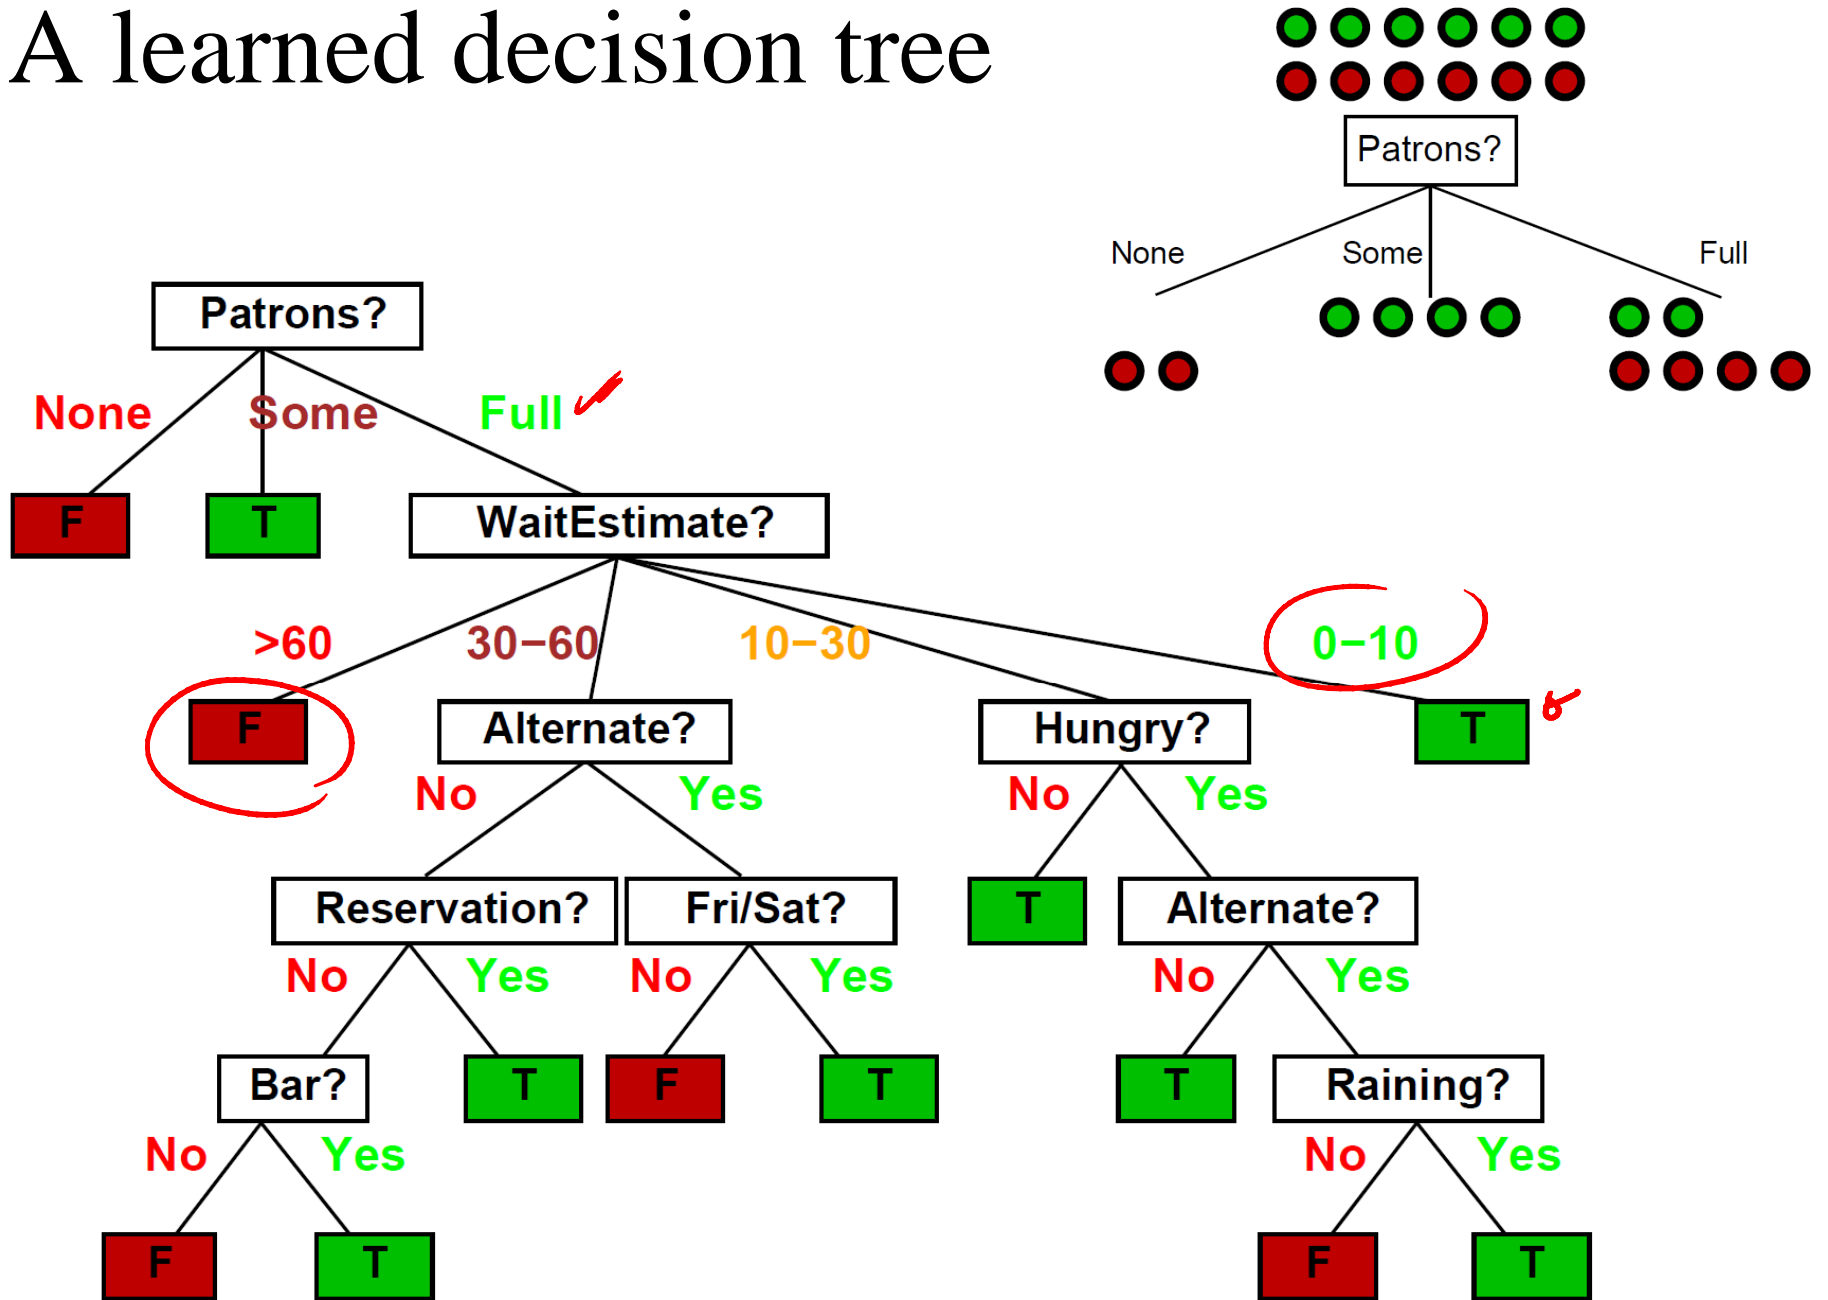 A learned decision tree
Patrons?
None Some Full
Patrons?
None Some Full
F T WaitEstimate?
>60 30−60 10−30 0−10
F Alternate? Hungry? T
No Yes No Yes
Reservation? Fri/Sat? T Alternate?
No Yes No Yes No Yes
Bar? T F T T Raining?
No Yes No Yes
F T F T